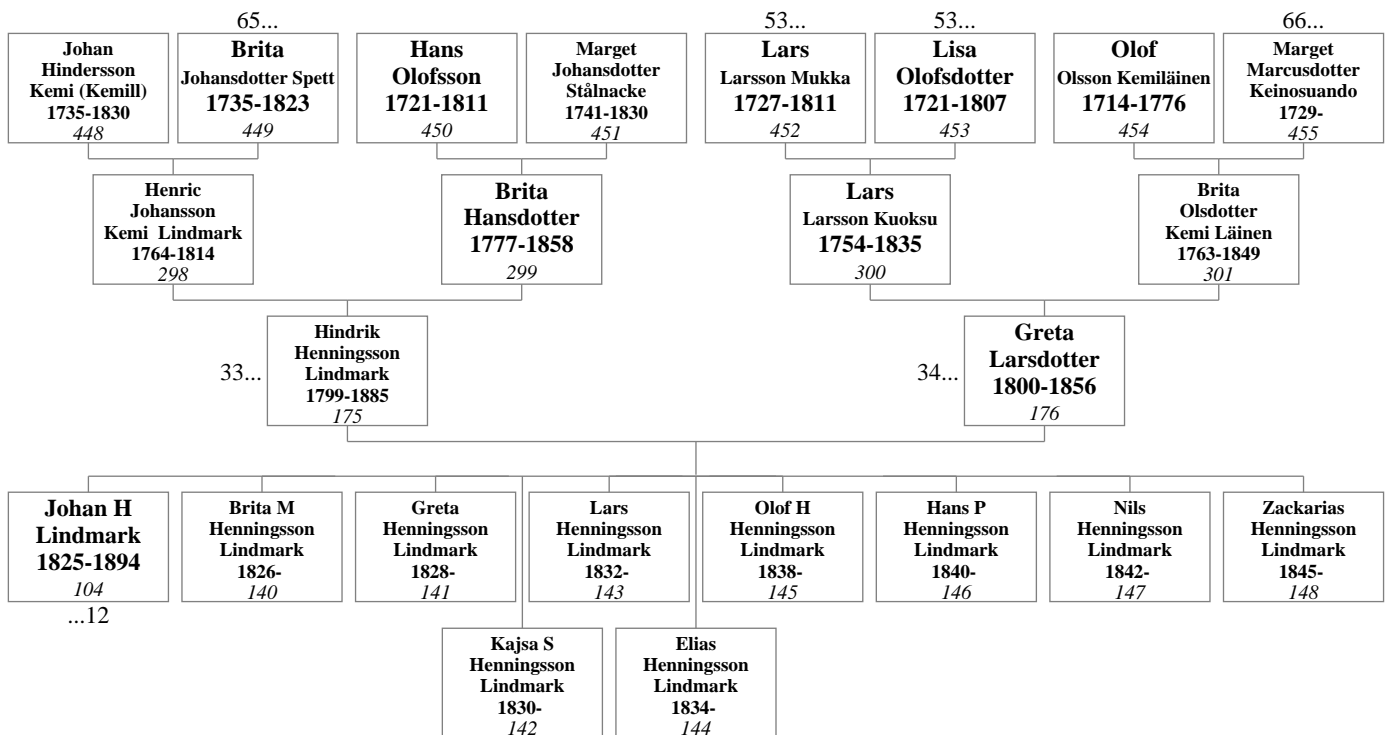 65...
53...
53...
66...
Johan
Hindersson
Kemi (Kemill)
1735-1830
448
Brita
Johansdotter Spett
1735-1823
449
Hans
Olofsson
1721-1811
450
Marget
Johansdotter
Stålnacke
1741-1830
451
Lars
Larsson Mukka
1727-1811
452
Lisa
Olofsdotter
1721-1807
453
Olof
Olsson Kemiläinen
1714-1776
454
Marget
Marcusdotter
Keinosuando
1729-
455
Henric
Johansson
Kemi Lindmark
1764-1814
298
Brita
Hansdotter
1777-1858
299
Lars
Larsson Kuoksu
1754-1835
300
Brita
Olsdotter
Kemi Läinen
1763-1849
301
33...
Hindrik
Henningsson
Lindmark
1799-1885
175
34...
Greta
Larsdotter
1800-1856
176
Johan H
Lindmark
1825-1894
104
...12
Brita M
Henningsson
Lindmark
1826-
140
Greta
Henningsson
Lindmark
1828-
141
Lars
Henningsson
Lindmark
1832-
143
Olof H
Henningsson
Lindmark
1838-
145
Hans P
Henningsson
Lindmark
1840-
146
Nils
Henningsson
Lindmark
1842-
147
Zackarias
Henningsson
Lindmark
1845-
148
Kajsa S
Henningsson
Lindmark
1830-
142
Elias
Henningsson
Lindmark
1834-
144